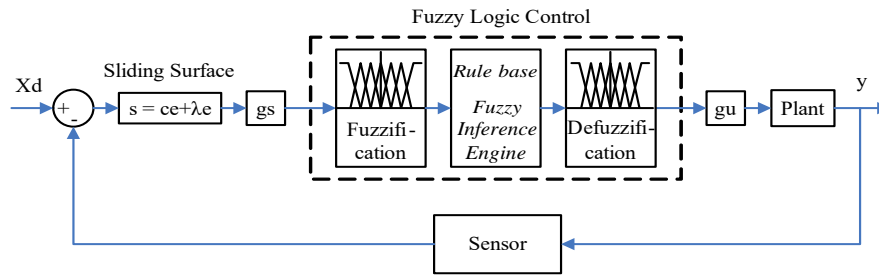 Fuzzy Logic Control
Xd
Sliding Surface
+
-
s = ce+λe
gs
Fuzzifi-
cation
Rule base
Fuzzy
Inference
Engine
Defuzzifi-
cation
gu
Plant
y
Sensor